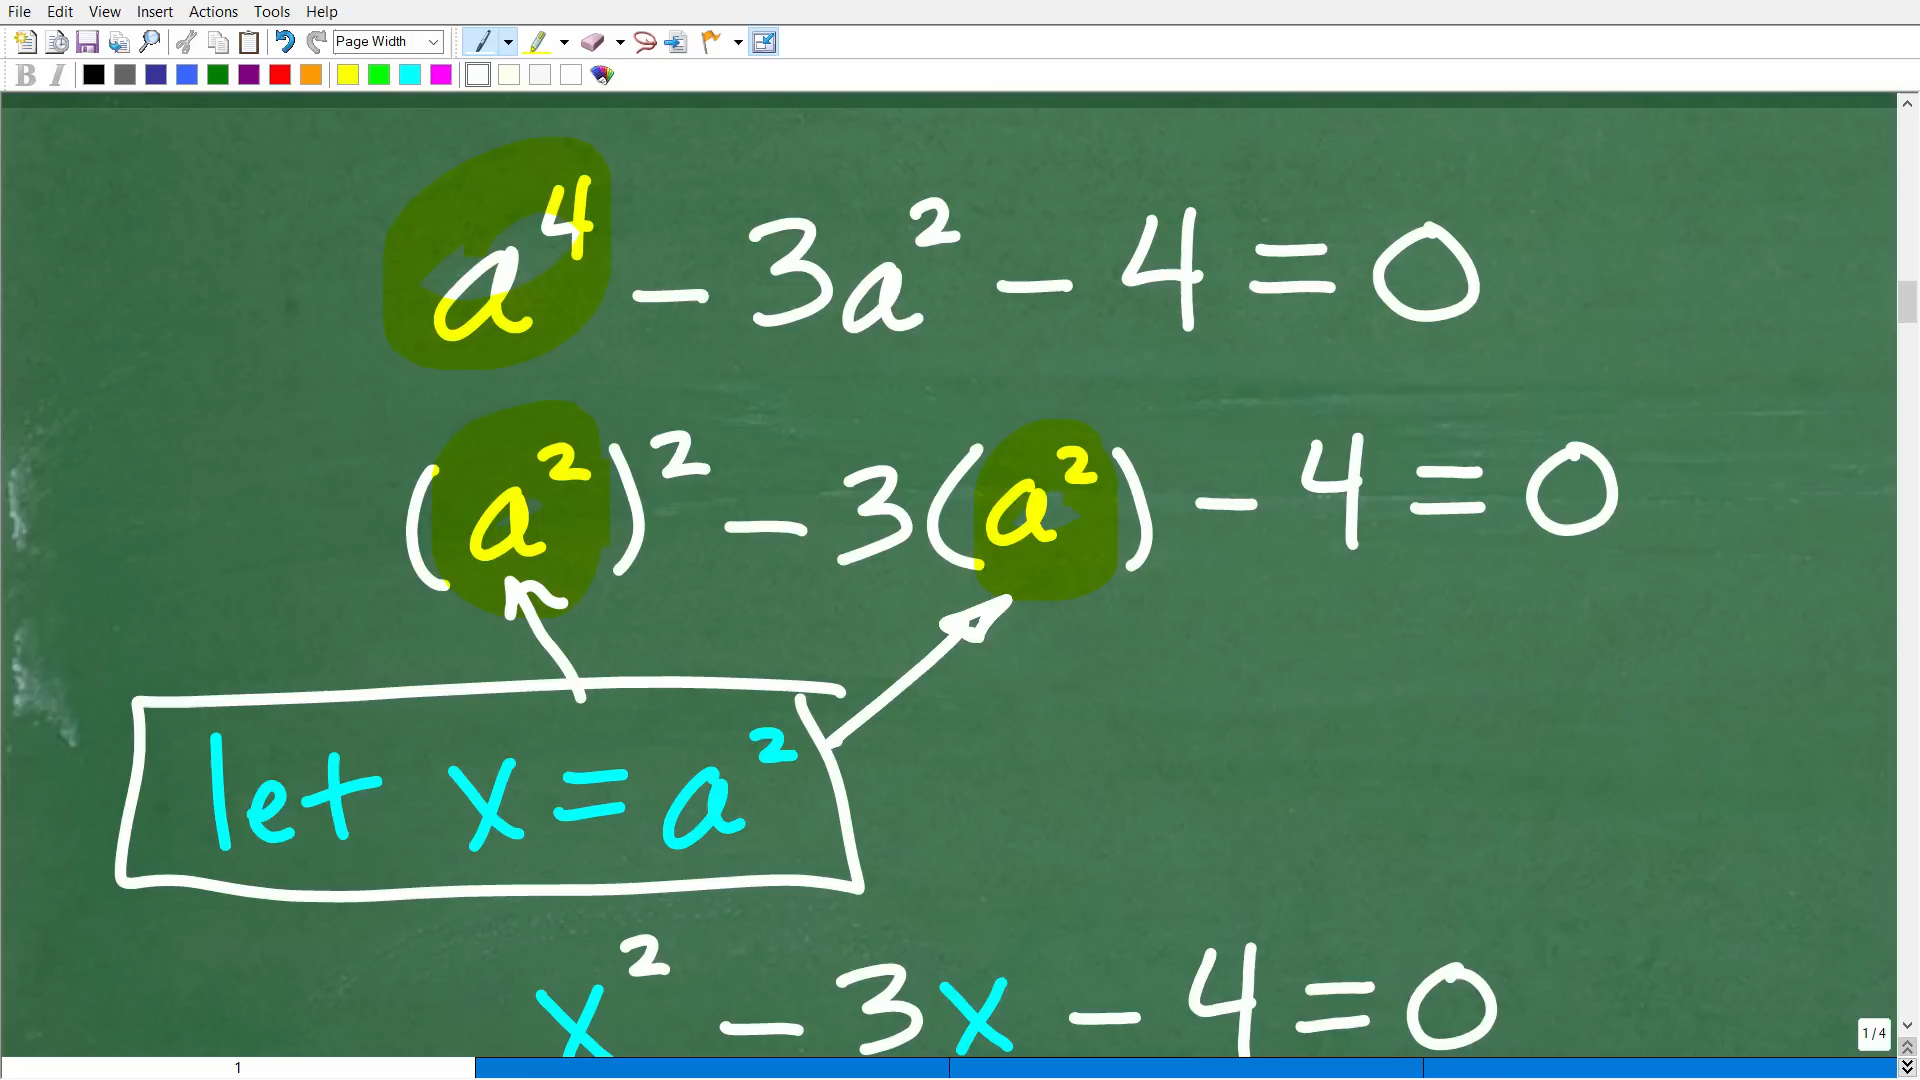 File Edit View Insert Actions Tools Help
Page Width
B I
a⁴ - 3a² - 4 = 0
(a²)² - 3(a²) - 4 = 0
let x = a²
x² - 3x - 4 = 0
1 / 4
1